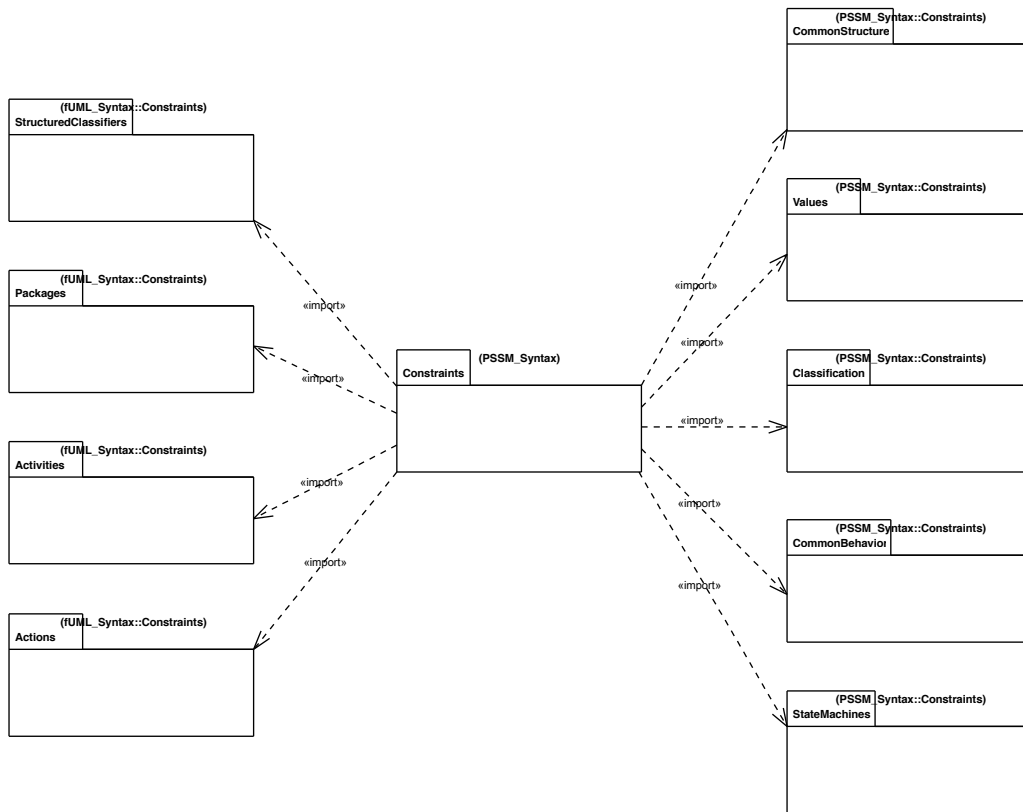 (PSSM_Syntax::Constraints)
CommonStructure
(fUML_Syntax::Constraints)
StructuredClassifiers
(PSSM_Syntax::Constraints)
Values
(fUML_Syntax::Constraints)
Packages
«import»
«import»
«import»
(PSSM_Syntax)
Constraints
(PSSM_Syntax::Constraints)
Classification
«import»
«import»
«import»
(fUML_Syntax::Constraints)
Activities
«import»
«import»
(PSSM_Syntax::Constraints)
CommonBehavior
«import»
(fUML_Syntax::Constraints)
Actions
(PSSM_Syntax::Constraints)
StateMachines